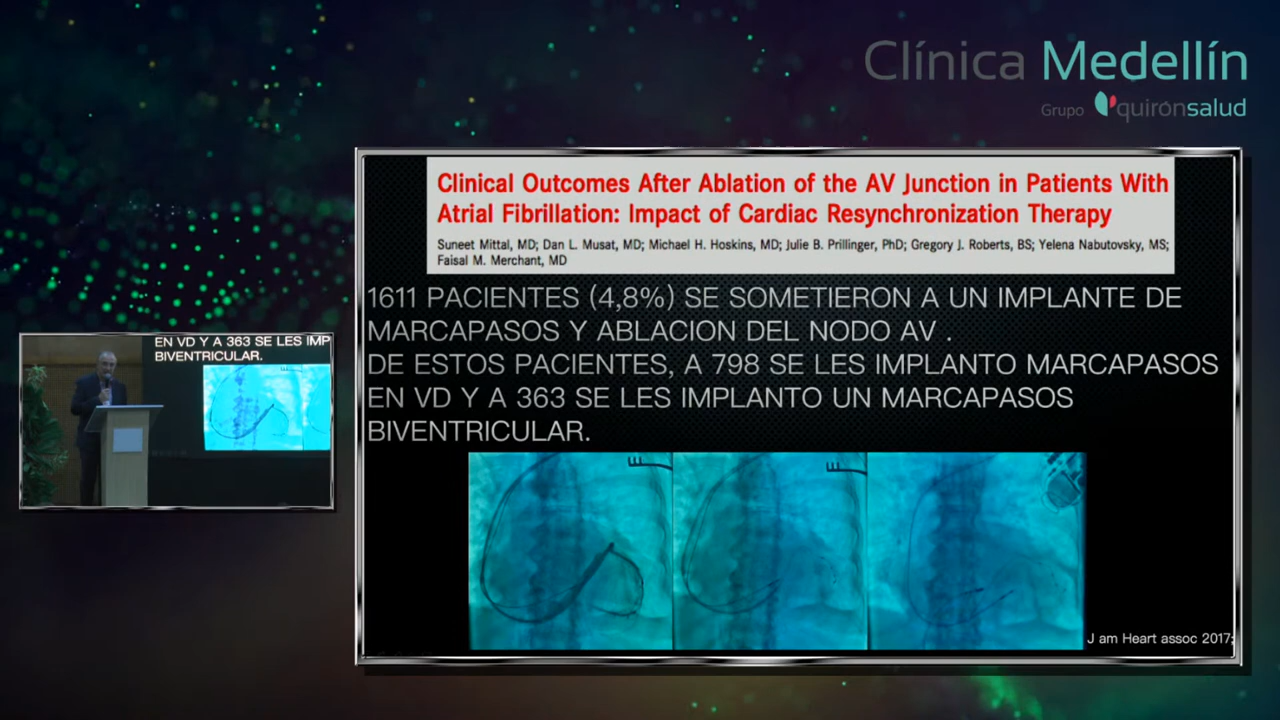 Clínica Medellín
Grupo quirónsalud
Clinical Outcomes After Ablation of the AV Junction in Patients With
Atrial Fibrillation: Impact of Cardiac Resynchronization Therapy
Suneet Mittal, MD; Dan L. Musat, MD; Michael H. Hoskins, MD; Julie B. Prillinger, PhD; Gregory J. Roberts, BS; Yelena Nabutovsky, MS;
Faisal M. Merchant, MD
1611 PACIENTES (4,8%) SE SOMETIERON A UN IMPLANTE DE
MARCAPASOS Y ABLACION DEL NODO AV .
DE ESTOS PACIENTES, A 798 SE LES IMPLANTO MARCAPASOS
EN VD Y A 363 SE LES IMPLANTO UN MARCAPASOS
BIVENTRICULAR.
J am Heart assoc 2017;
EN VD Y A 363 SE LES IMP
BIVENTRICULAR.